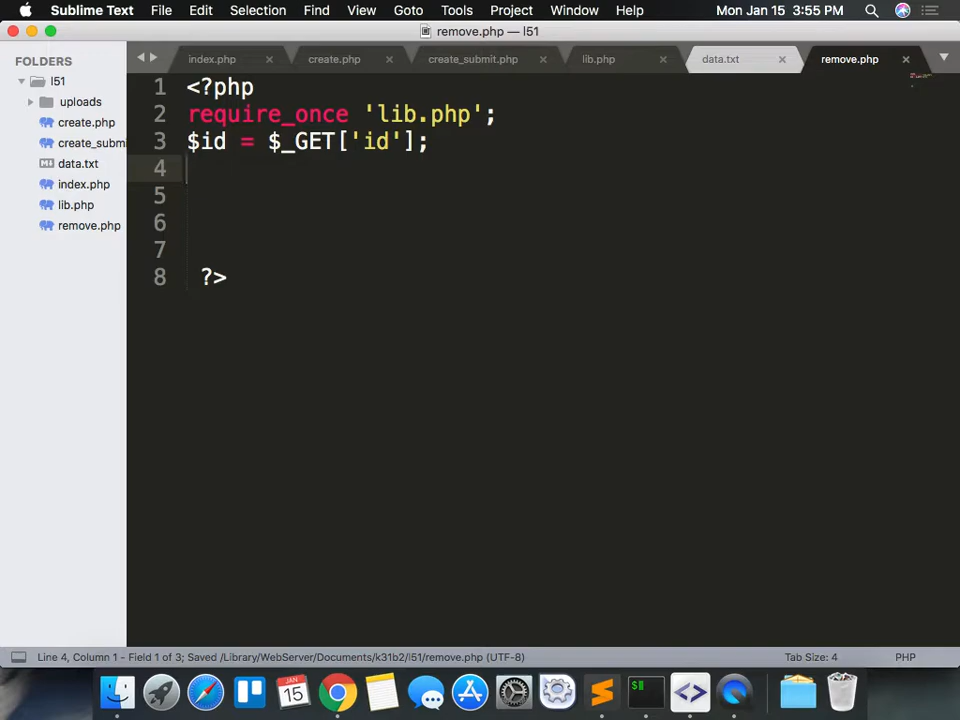 Sublime Text File Edit Selection Find View Goto Tools Project Window Help Mon Jan 15 3:55 PM
remove.php — l51
FOLDERS
l51
uploads
create.php
create_submi
data.txt
index.php
lib.php
remove.php
index.php × create.php × create_submit.php × lib.php × data.txt × remove.php ×
1 <?php
2 require_once 'lib.php';
3 $id = $_GET['id'];
4
5
6
7
8 ?>
Line 4, Column 1 - Field 1 of 3; Saved /Library/WebServer/Documents/k31b2/l51/remove.php (UTF-8) Tab Size: 4 PHP
JAN
15